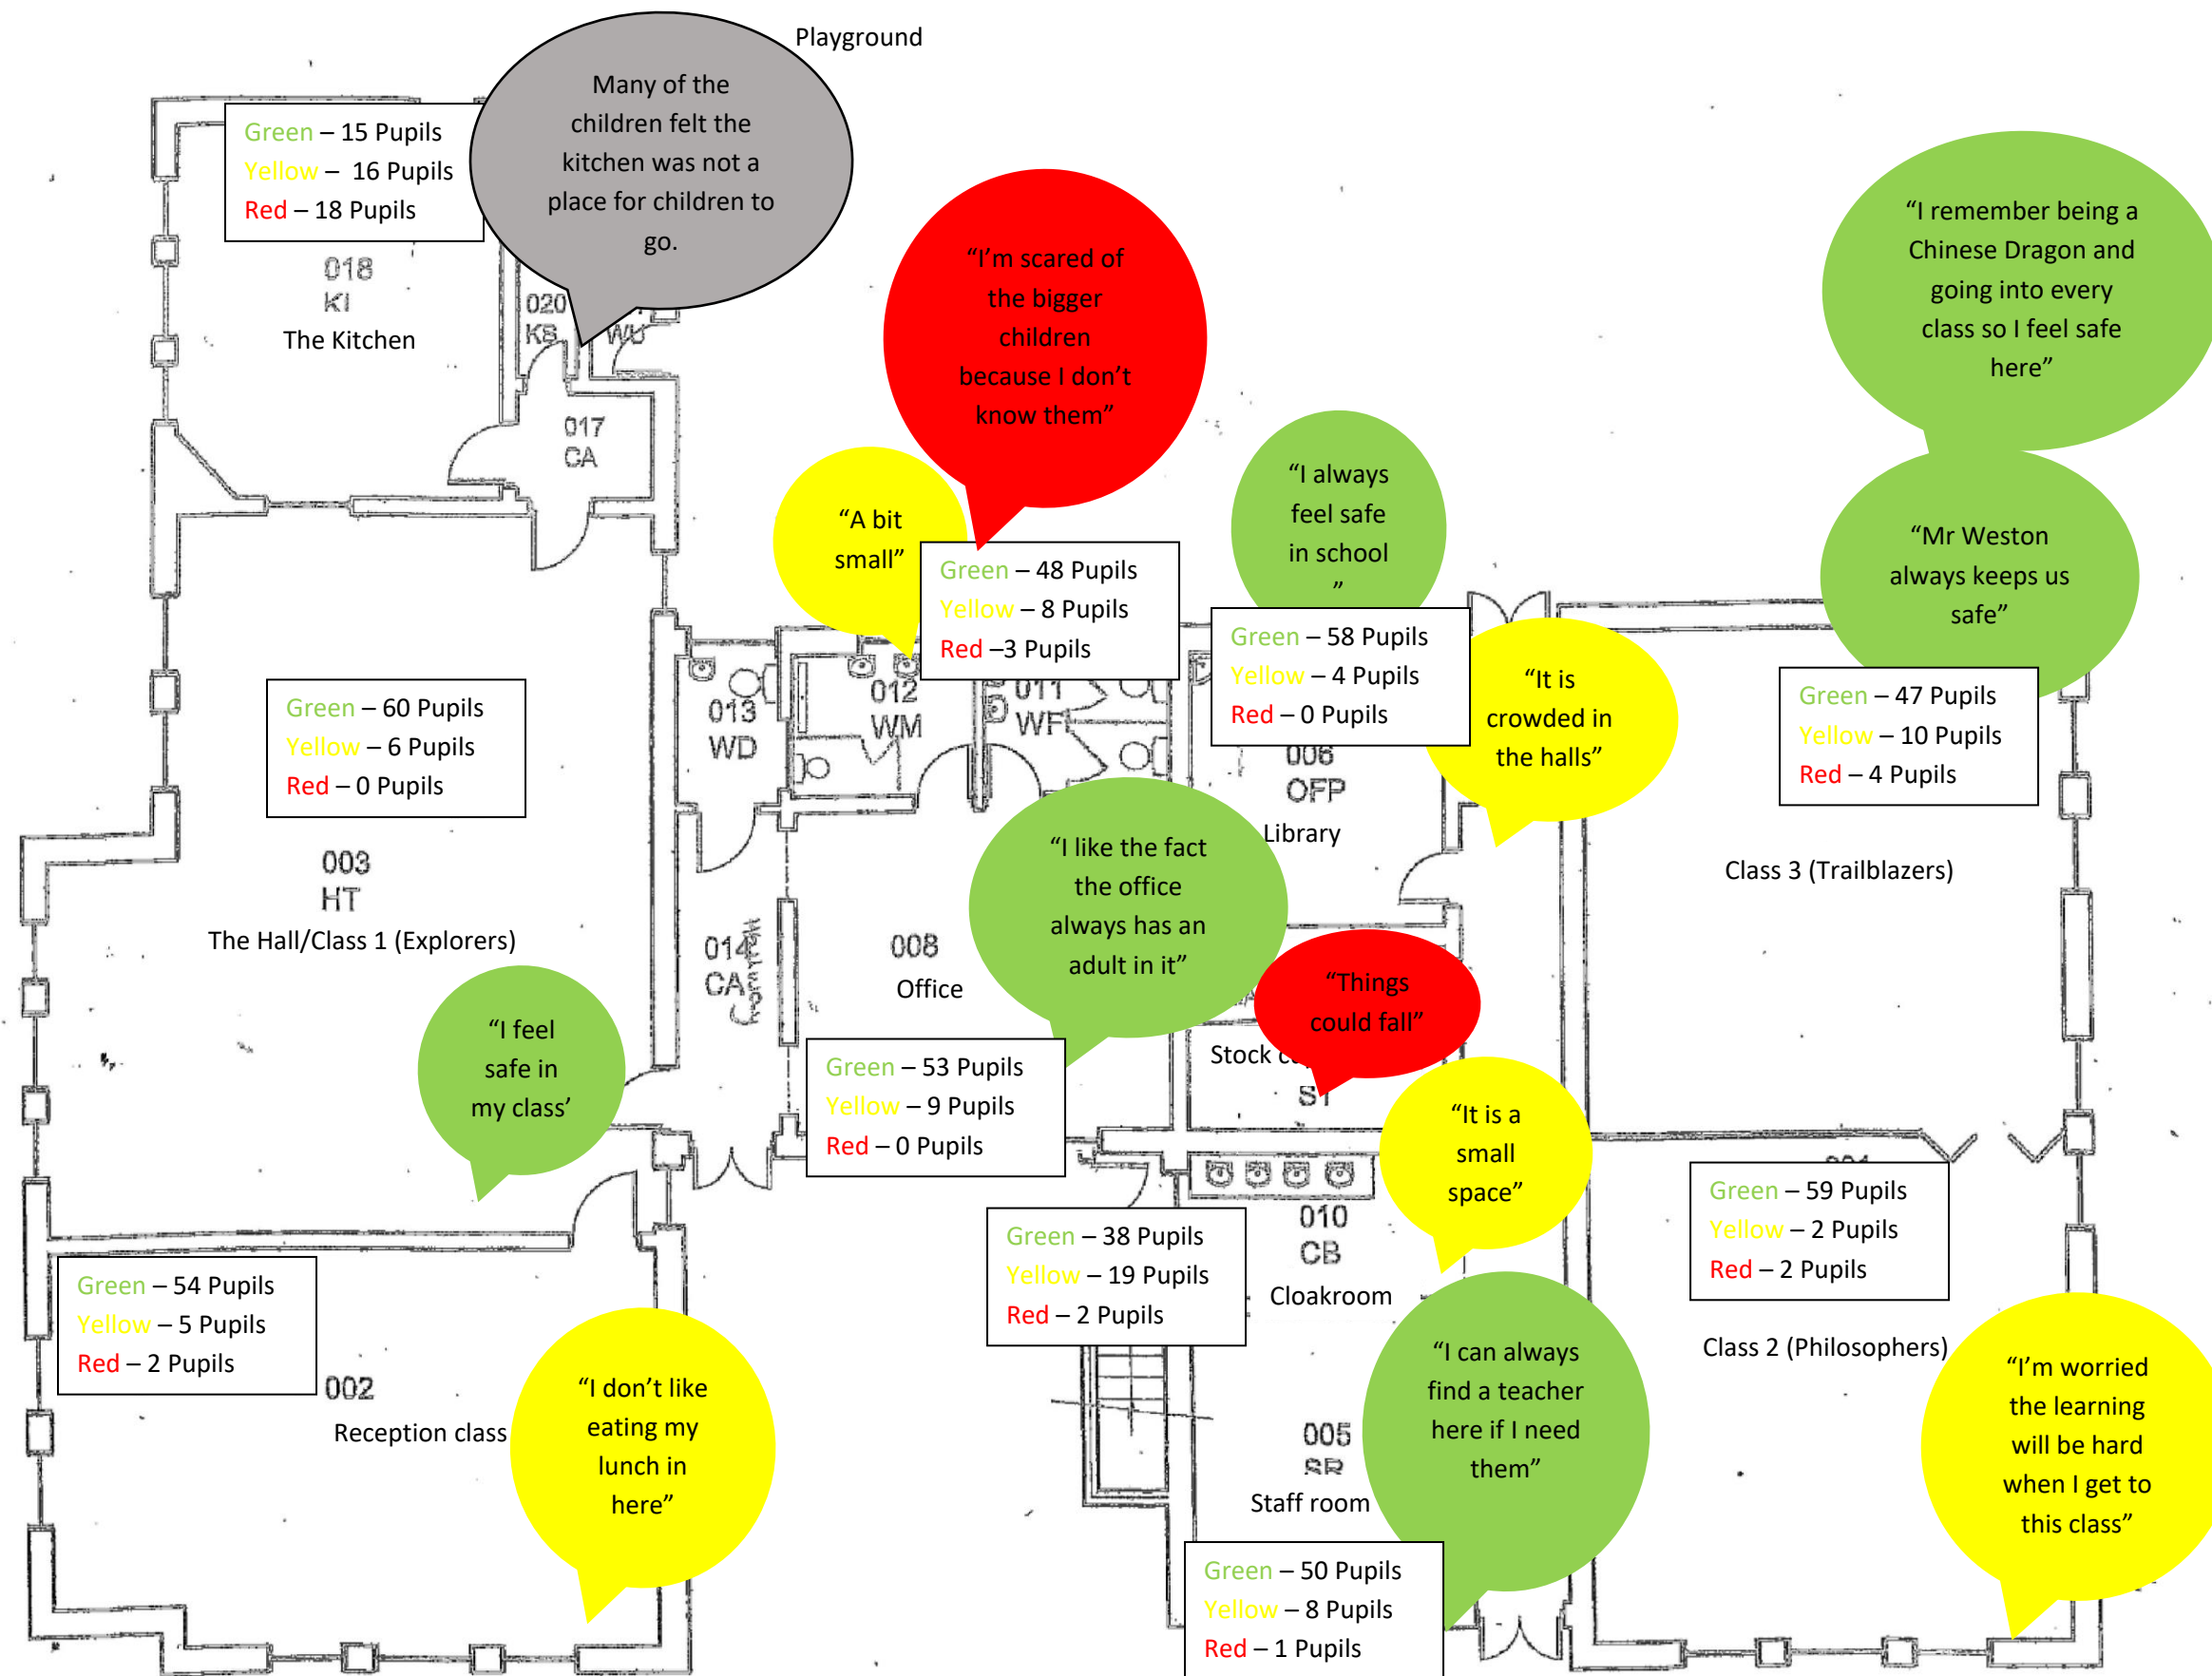 Playground
Many of the
children felt the
kitchen was not a
place for children to
go.
Green – 15 Pupils
Yellow –  16 Pupils
Red – 18 Pupils
018
KI
The Kitchen
020
KS
WU
017
CA
“I’m scared of
the bigger
children
because I don’t
know them”
“I remember being a
Chinese Dragon and
going into every
class so I feel safe
here”
“A bit
small”
“I always
feel safe
in school
”
“Mr Weston
always keeps us
safe”
Green – 48 Pupils
Yellow – 8 Pupils
Red –3 Pupils
Green – 58 Pupils
Yellow – 4 Pupils
Red – 0 Pupils
“It is
crowded in
the halls”
Green – 47 Pupils
Yellow – 10 Pupils
Red – 4 Pupils
Green – 60 Pupils
Yellow – 6 Pupils
Red – 0 Pupils
013
WD
012
WM
011
WF
006
OFP
Library
003
HT
The Hall/Class 1 (Explorers)
014
CA
008
Office
“I like the fact
the office
always has an
adult in it”
Class 3 (Trailblazers)
“Things
could fall”
Stock
ST
“I feel
safe in
my class’
Green – 53 Pupils
Yellow – 9 Pupils
Red – 0 Pupils
“It is a
small
space”
Green – 59 Pupils
Yellow – 2 Pupils
Red – 2 Pupils
Green – 38 Pupils
Yellow – 19 Pupils
Red – 2 Pupils
010
CB
Cloakroom
Green – 54 Pupils
Yellow – 5 Pupils
Red – 2 Pupils
002
Reception class
“I don’t like
eating my
lunch in
here”
“I can always
find a teacher
here if I need
them”
Class 2 (Philosophers)
“I’m worried
the learning
will be hard
when I get to
this class”
005
SR
Staff room
Green – 50 Pupils
Yellow – 8 Pupils
Red – 1 Pupils